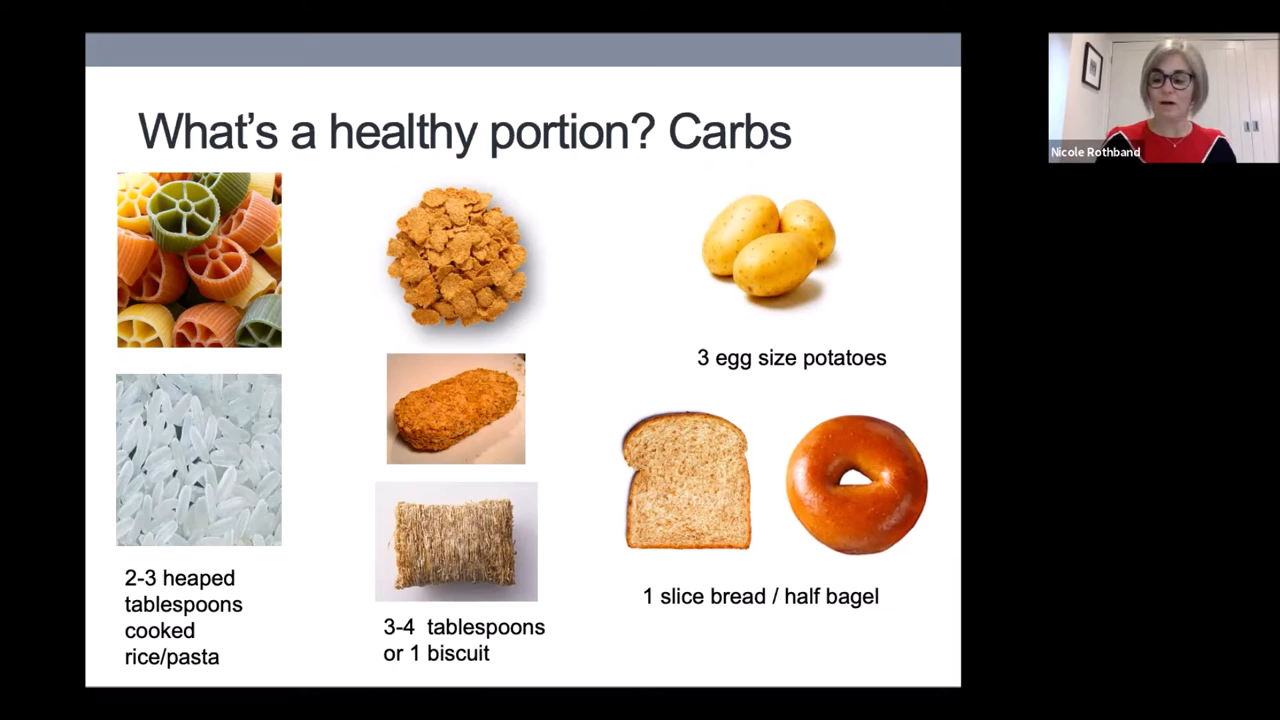 What's a healthy portion? Carbs
Nicole Rothband
3 egg size potatoes
1 slice bread / half bagel
2-3 heaped
tablespoons
cooked
rice/pasta
3-4 tablespoons
or 1 biscuit